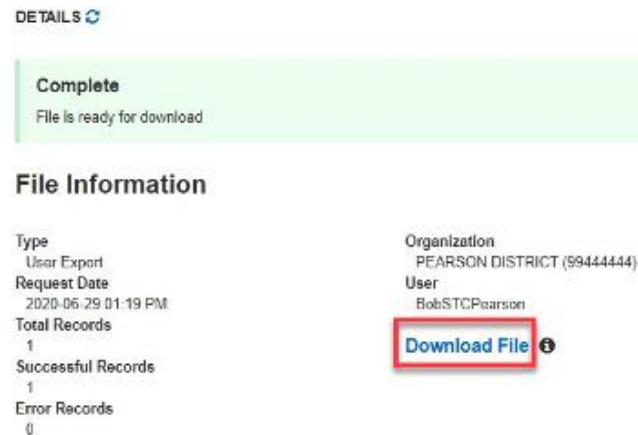 DETAILS
Complete
File is ready for download
File Information
Type
User Export
Request Date
2020-06-29 01:19 PM
Total Records
1
Successful Records
1
Error Records
0
Organization
PEARSON DISTRICT (99444444)
User
BobSTCPearson
Download File